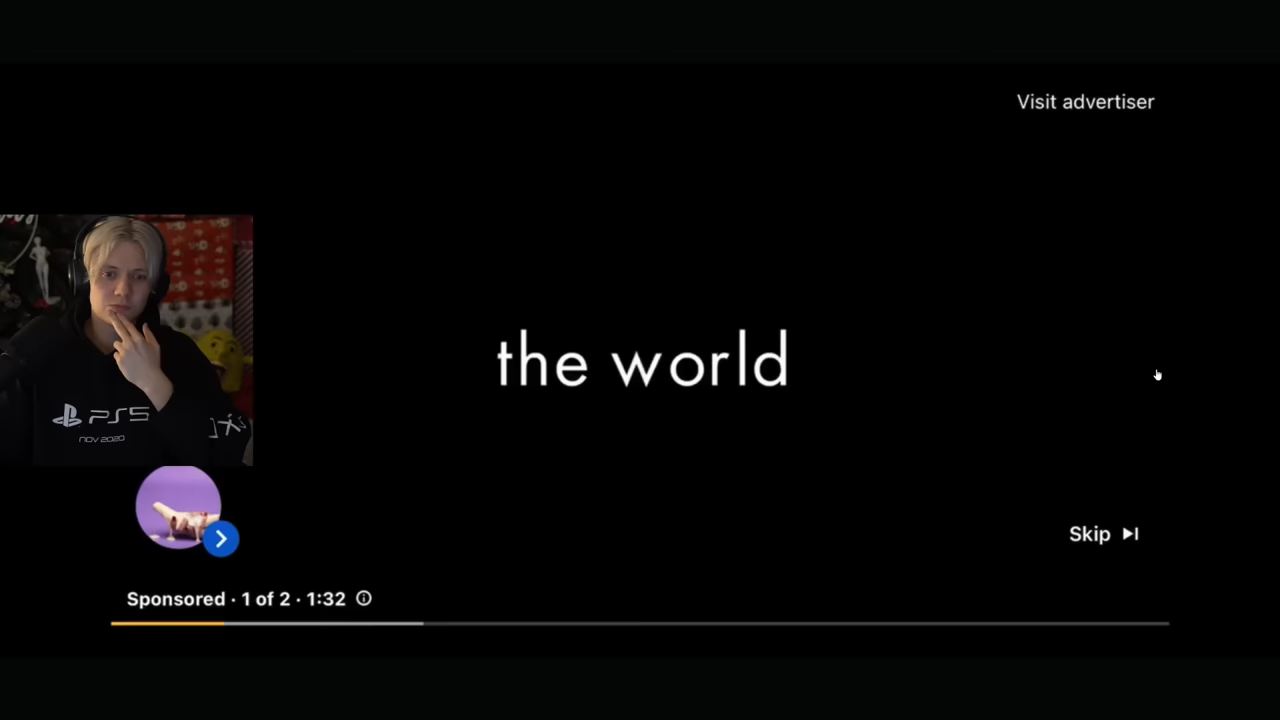 Visit advertiser
the world
PS5
NOV 2020
Skip
Sponsored · 1 of 2 · 1:32